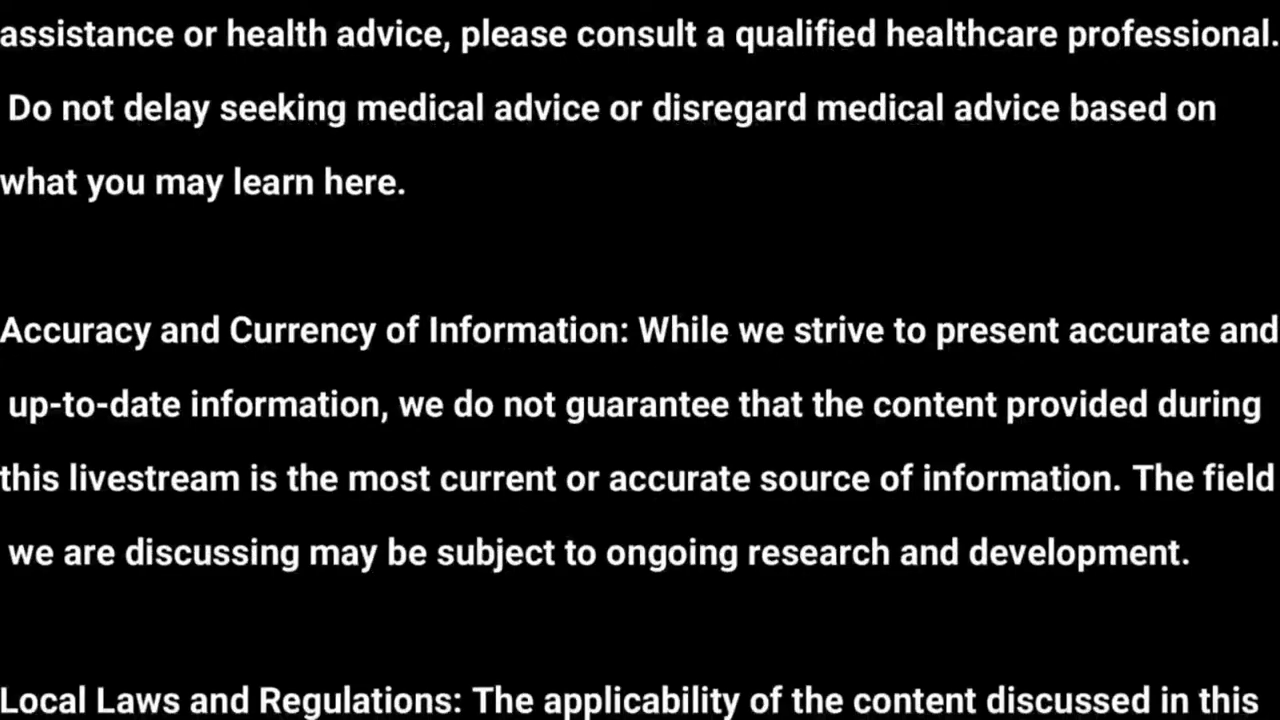 assistance or health advice, please consult a qualified healthcare professional.
Do not delay seeking medical advice or disregard medical advice based on
what you may learn here.
Accuracy and Currency of Information: While we strive to present accurate and
up-to-date information, we do not guarantee that the content provided during
this livestream is the most current or accurate source of information. The field
we are discussing may be subject to ongoing research and development.
Local Laws and Regulations: The applicability of the content discussed in this